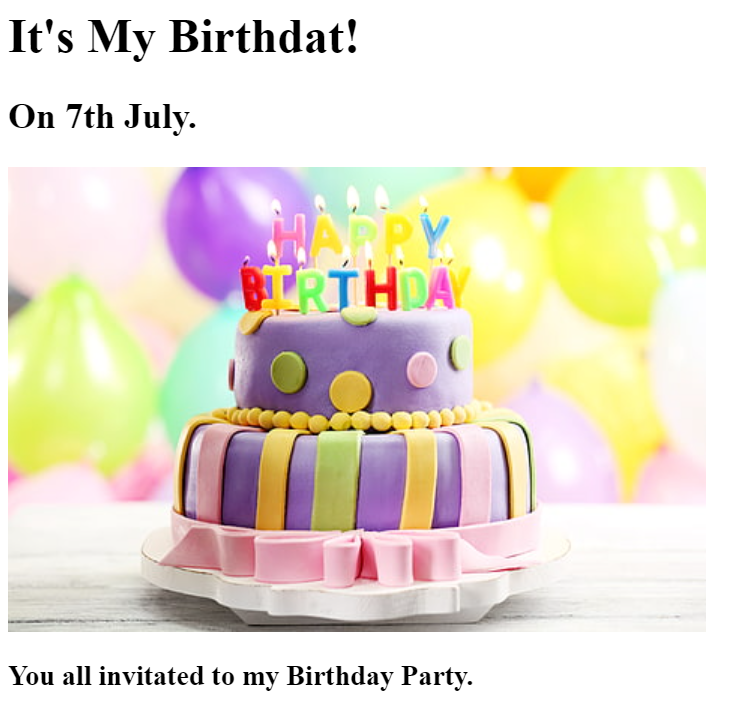 It's My Birthdat!
On 7th July.
HAPPY
BIRTHDAY
You all invitated to my Birthday Party.